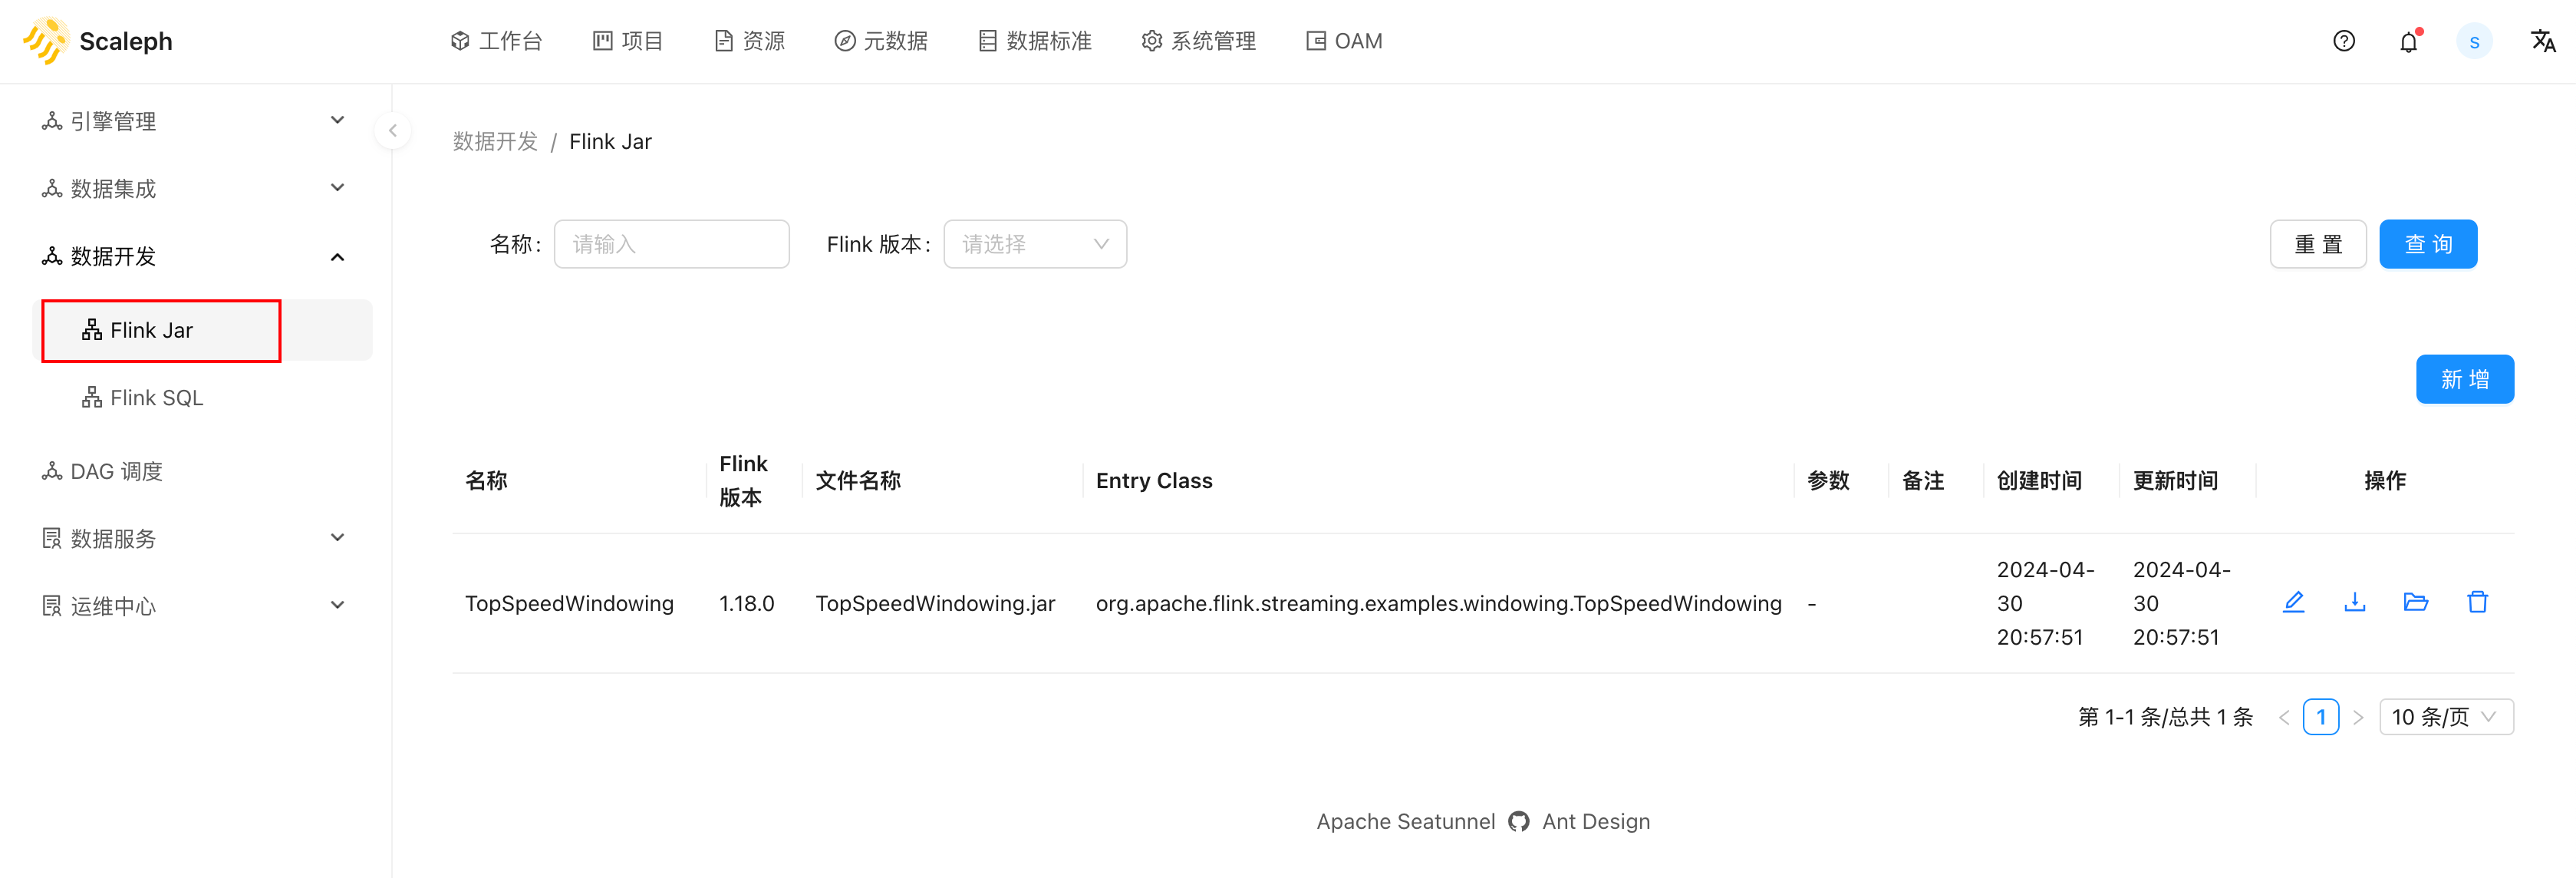 Scaleph
工作台 项目 资源 元数据 数据标准 系统管理 OAM
S
引擎管理
数据集成
数据开发
Flink Jar
Flink SQL
DAG 调度
数据服务
运维中心
数据开发 / Flink Jar
名称: 请输入 Flink 版本: 请选择 重 置 查 询
新 增
名称 Flink 版本 文件名称 Entry Class 参数 备注 创建时间 更新时间 操作
TopSpeedWindowing 1.18.0 TopSpeedWindowing.jar org.apache.flink.streaming.examples.windowing.TopSpeedWindowing - 2024-04-30 20:57:51 2024-04-30 20:57:51
第 1-1 条/总共 1 条 < 1 > 10 条/页
Apache Seatunnel Ant Design